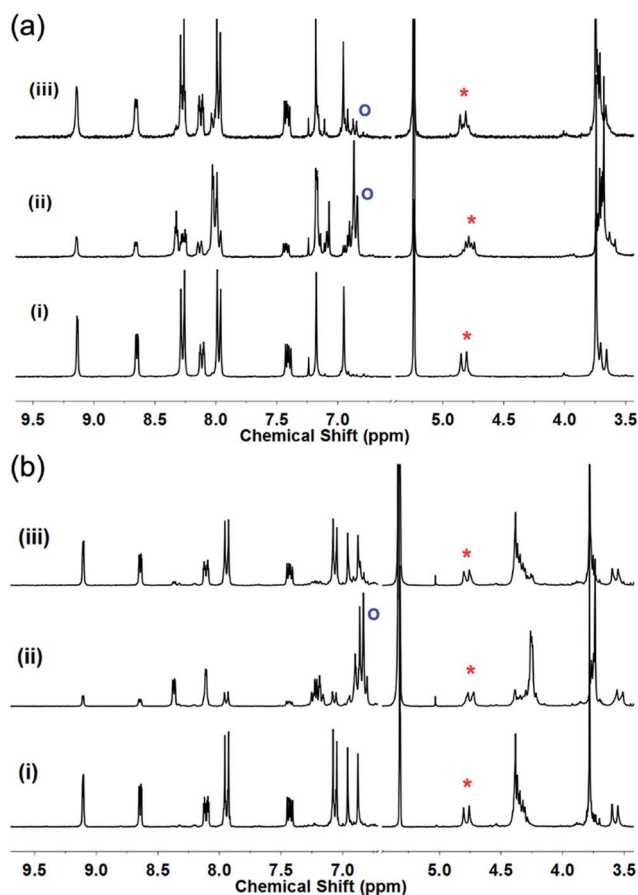 (a)
(iii)
o
*
(ii)
o
*
(i)
*
9.5 9.0 8.5 8.0 7.5 7.0 5.0 4.5 4.0 3.5
Chemical Shift (ppm)
(b)
(iii)
*
(ii)
o
*
(i)
*
9.5 9.0 8.5 8.0 7.5 7.0 5.0 4.5 4.0 3.5
Chemical Shift (ppm)